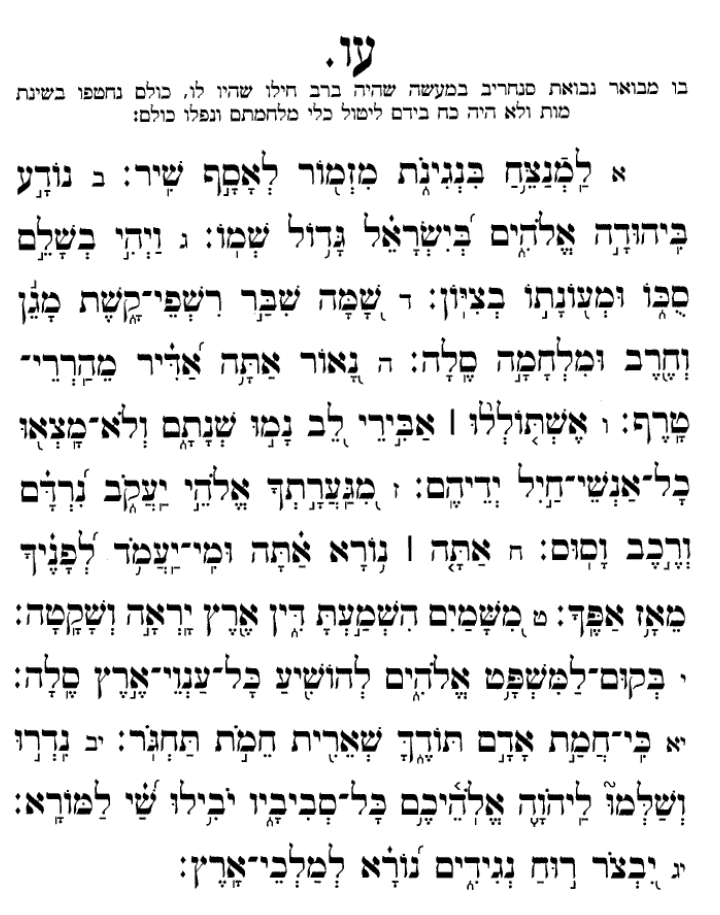 עו.
בו מבואר נבואת סנחריב במעשה שהיה ברב חילו שהיו לו, כולם נחטפו בשינת
מות ולא היה כח בידם ליטול כלי מלחמתם ונפלו כולם:
א לַמְנַצֵּ֥חַ בִּנְגִינֹ֑ת מִזְמ֖וֹר לְאָסָ֣ף שִֽׁיר׃ ב נוֹדָ֣ע
בִּֽיהוּדָ֣ה אֱלֹהִ֑ים בְּ֝יִשְׂרָאֵ֗ל גָּד֥וֹל שְׁמֽוֹ׃ ג וַיְהִ֣י בְשָׁלֵ֣ם
סֻכּ֑וֹ וּמְע֖וֹנָת֣וֹ בְצִיּֽוֹן׃ ד שָׁ֭מָּה שִׁבַּ֣ר רִשְׁפֵי־קָ֑שֶׁת מָגֵ֬ן
וְחֶ֖רֶב וּמִלְחָמָ֣ה סֶֽלָה׃ ה נָ֭אוֹר אַתָּ֥ה אַדִּ֗יר מֵֽהַרְרֵי־
טָֽרֶף׃ ו אֶשְׁתּ֤וֹלְל֨וּ | אַבִּ֣ירֵי לֵ֭ב נָמ֣וּ שְׁנָתָ֑ם וְלֹא־מָצְא֖וּ
כָל־אַנְשֵׁי־חַ֣יִל יְדֵיהֶֽם׃ ז מִ֭גַּעֲרָ֣תְךָ אֱלֹהֵ֣י יַעֲקֹ֑ב נִ֝רְדָּ֗ם
וְרֶ֣כֶב וָסֽוּס׃ ח אַתָּ֤ה | נ֥וֹרָא אַ֗תָּה וּמִֽי־יַעֲמֹ֥ד לְ֝פָנֶ֗יךָ
מֵאָ֥ז אַפֶּֽךָ׃ ט מִ֭שָּׁמַיִם הִשְׁמַ֣עְתָּ דִּ֑ין אֶ֖רֶץ יָֽרְאָ֣ה וְשָׁקָֽטָה׃
י בְּקוּם־לַמִּשְׁפָּ֥ט אֱלֹהִ֑ים לְהוֹשִׁ֖יעַ כָּל־עַנְוֵי־אֶ֣רֶץ סֶֽלָה׃
יא כִּֽי־חֲמַ֣ת אָדָ֣ם תּוֹדֶ֑ךָּ שְׁאֵרִ֖ית חֵמֹ֣ת תַּחְגֹּֽר׃ יב נִֽדְר֣וּ
וְשַׁלְּמוּ֮ לַיהוָ֪ה אֱֽלֹהֵ֫יכֶ֥ם כָּל־סְבִיבָ֑יו יֹבִ֥ילוּ שַׁ֝֗י לַמּוֹרָֽא׃
יג יִ֭בְצֹר ר֣וּחַ נְגִידִ֑ים נ֝וֹרָ֗א לְמַלְכֵי־אָֽרֶץ׃